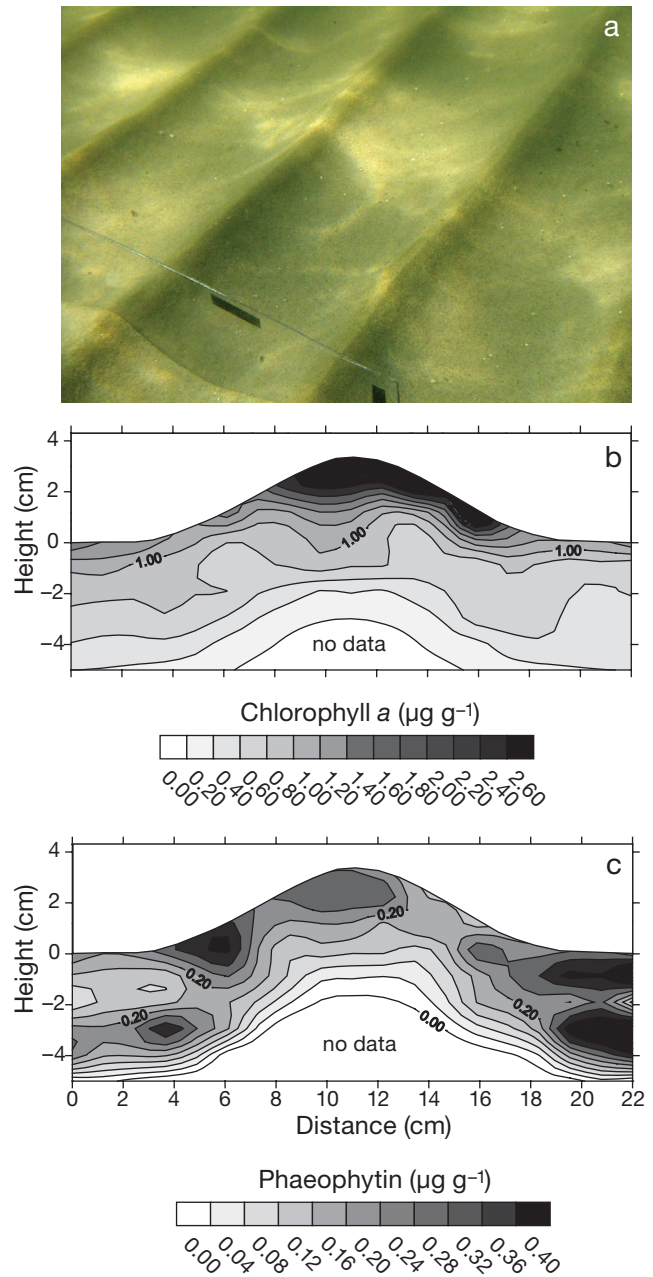 a
b
4
2
0
−2
−4
Height (cm)
1.00
1.00
1.00
no data
Chlorophyll a (µg g–1)
0.00 0.20 0.40 0.60 0.80 1.00 1.20 1.40 1.60 1.80 2.00 2.20 2.40 2.60
c
4
2
0
−2
−4
Height (cm)
0.20
0.20
0.20
0.20
0.00
no data
0 2 4 6 8 10 12 14 16 18 20 22
Distance (cm)
Phaeophytin (µg g–1)
0.00 0.04 0.08 0.12 0.16 0.20 0.24 0.28 0.32 0.36 0.40